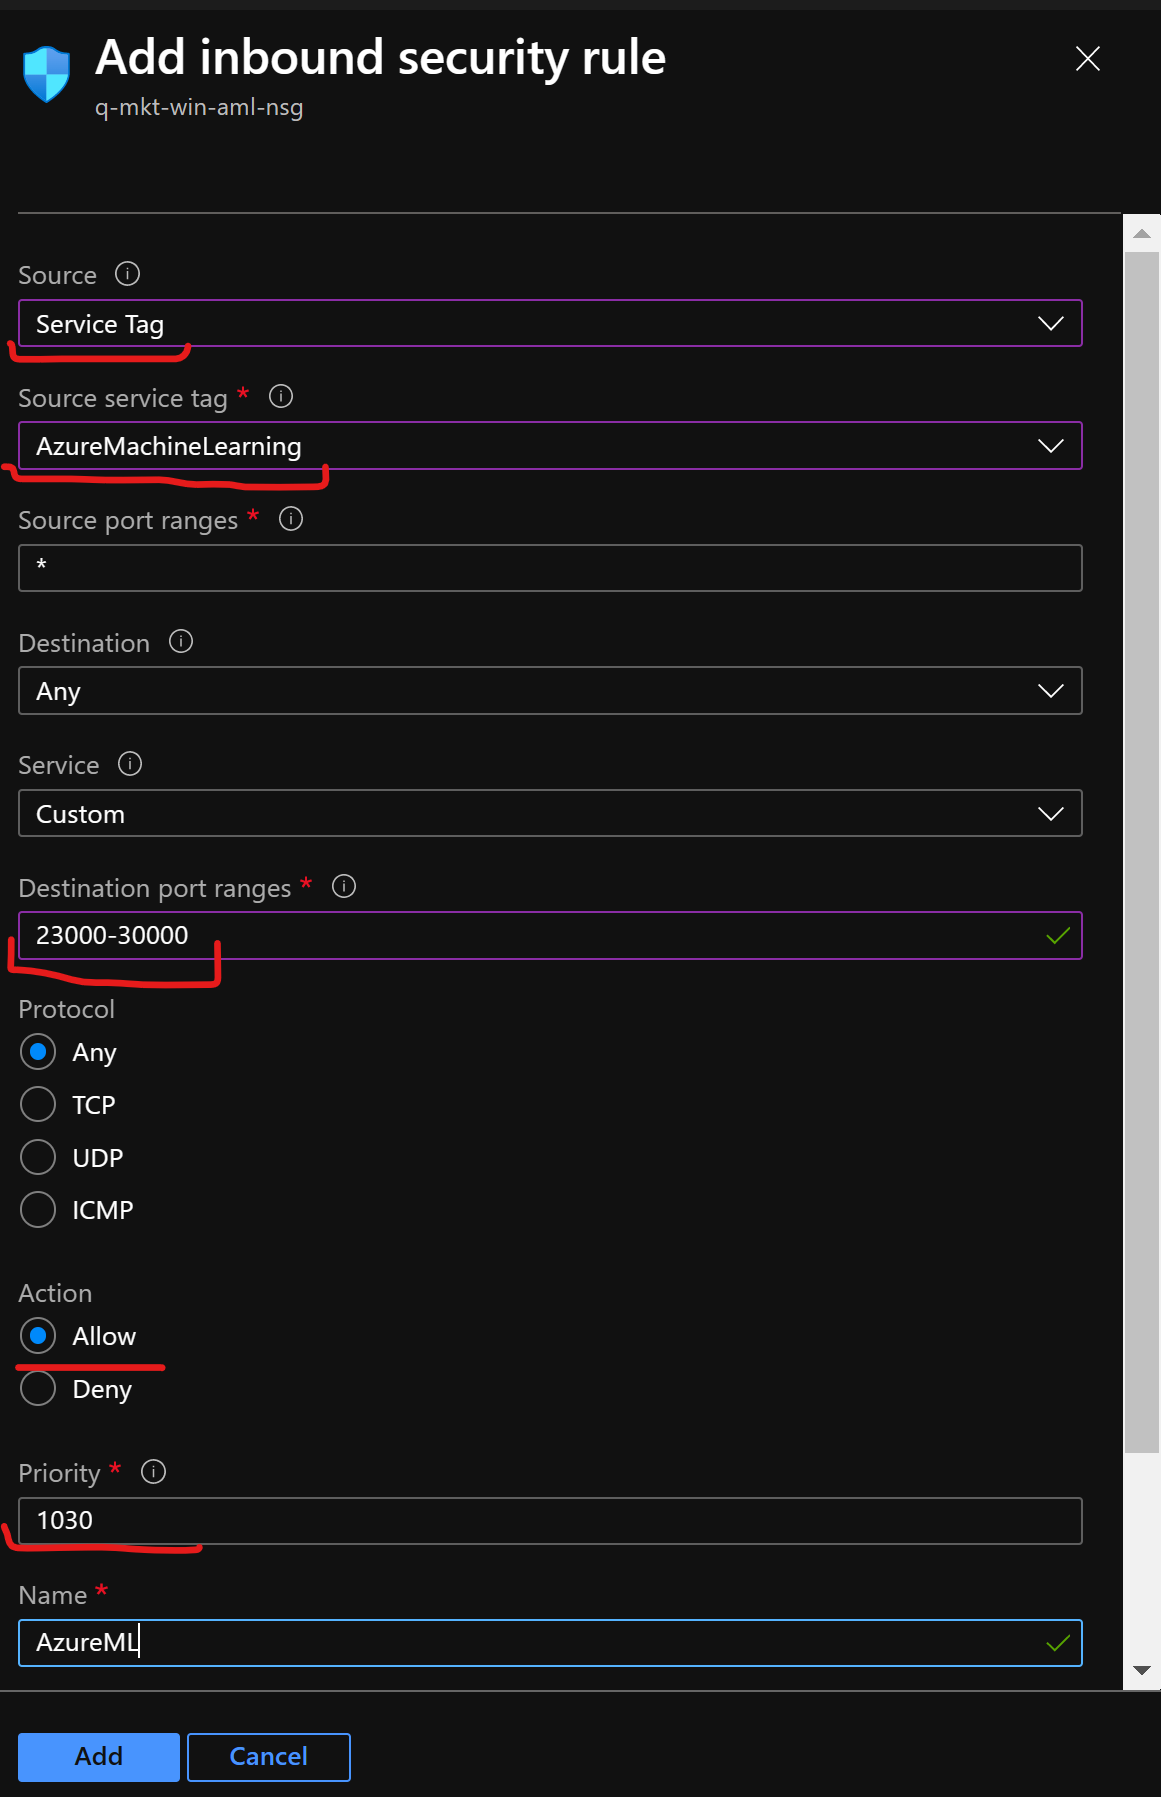 Add inbound security rule
q-mkt-win-aml-nsg
Source
Service Tag
Source service tag *
AzureMachineLearning
Source port ranges *
*
Destination
Any
Service
Custom
Destination port ranges *
23000-30000
Protocol
Any
TCP
UDP
ICMP
Action
Allow
Deny
Priority *
1030
Name *
AzureML
Add Cancel